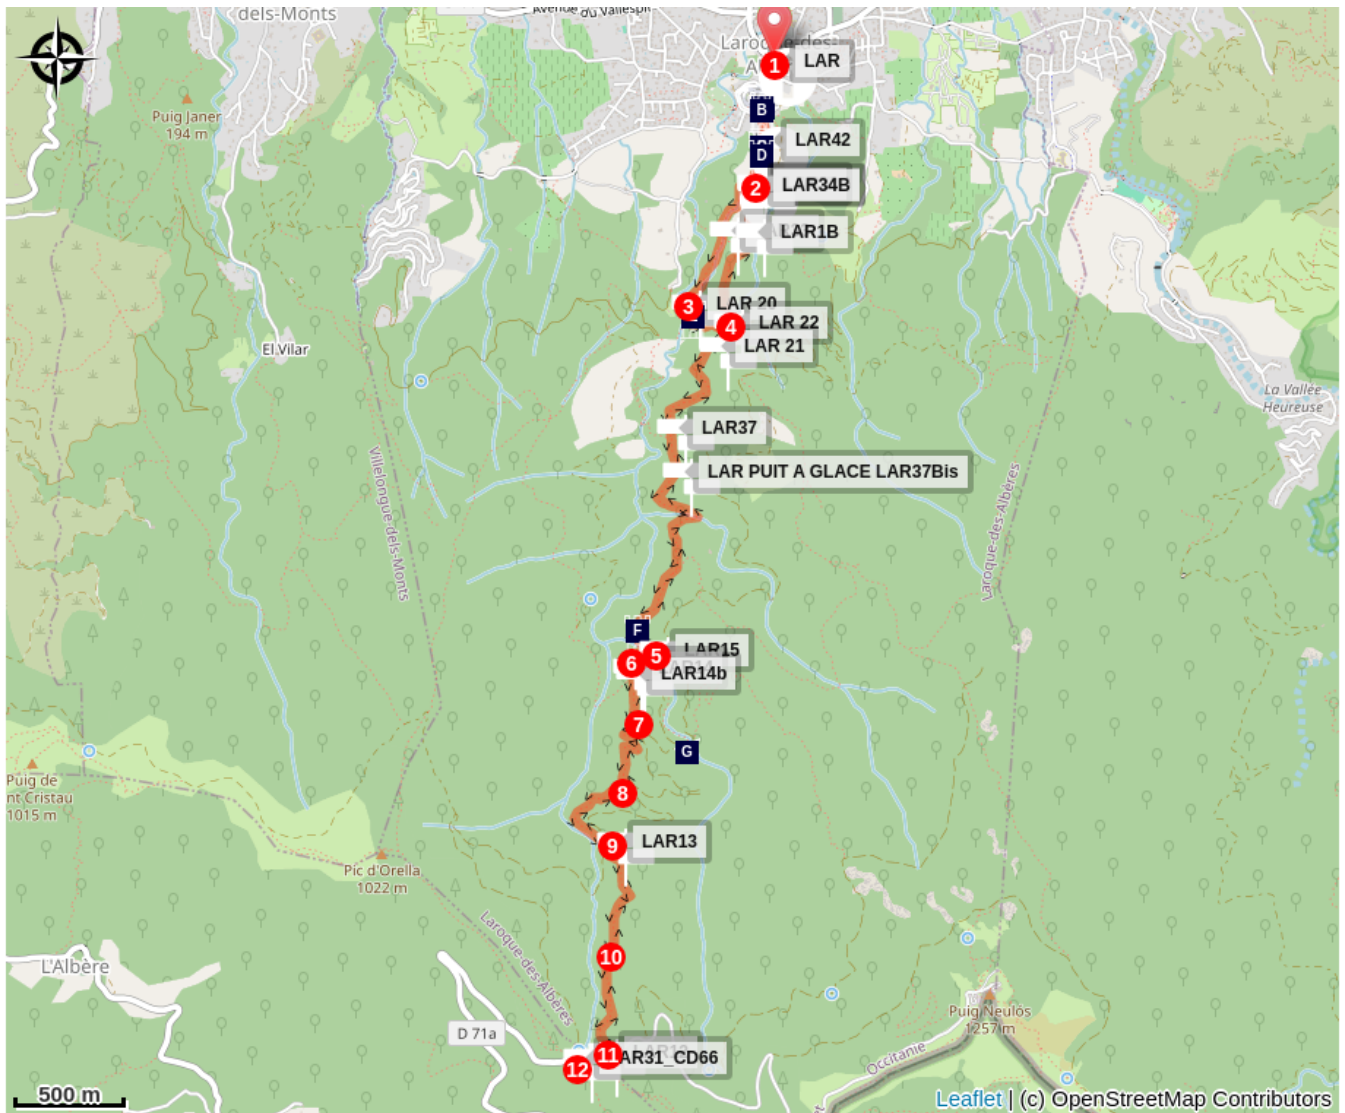 dels-Monts
Avenue du Vallespir
Laroque-des-
1
LAR
Puig Janer
194 m
B
LAR42
D
2
LAR34B
LAR1B
3
LAR 20
4
LAR 22
LAR 21
El Vilar
La Vallée
Heureuse
LAR37
LAR PUIT A GLACE LAR37Bis
Villelongue-dels-Monts
Laroque-des-Albères
F
5
LAR15
6
LAR14b
7
G
Puig de
nt Cristau
1015 m
8
9
LAR13
Pic d'Orella
1022 m
Laroque-des-Albères
10
L'Albère
Puig Neulós
1257 m
D 71a
11
AR31_CD66
12
Occitanie
500 m
Leaflet | (c) OpenStreetMap Contributors